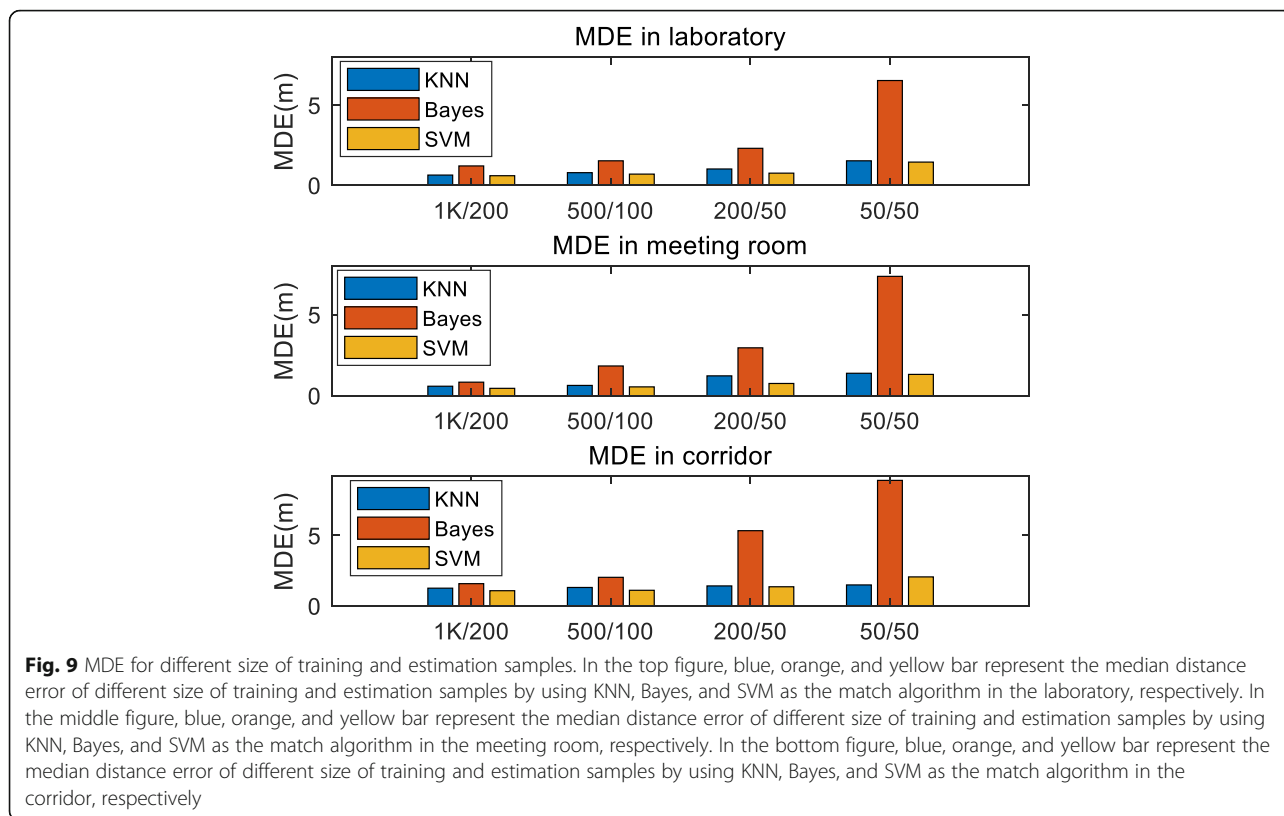 MDE in laboratory
KNN
Bayes
SVM
MDE(m)
5
0
1K/200 500/100 200/50 50/50
MDE in meeting room
KNN
Bayes
SVM
MDE(m)
5
0
1K/200 500/100 200/50 50/50
MDE in corridor
KNN
Bayes
SVM
MDE(m)
5
0
1K/200 500/100 200/50 50/50
Fig. 9 MDE for different size of training and estimation samples. In the top figure, blue, orange, and yellow bar represent the median distance
error of different size of training and estimation samples by using KNN, Bayes, and SVM as the match algorithm in the laboratory, respectively. In
the middle figure, blue, orange, and yellow bar represent the median distance error of different size of training and estimation samples by using
KNN, Bayes, and SVM as the match algorithm in the meeting room, respectively. In the bottom figure, blue, orange, and yellow bar represent the
median distance error of different size of training and estimation samples by using KNN, Bayes, and SVM as the match algorithm in the
corridor, respectively